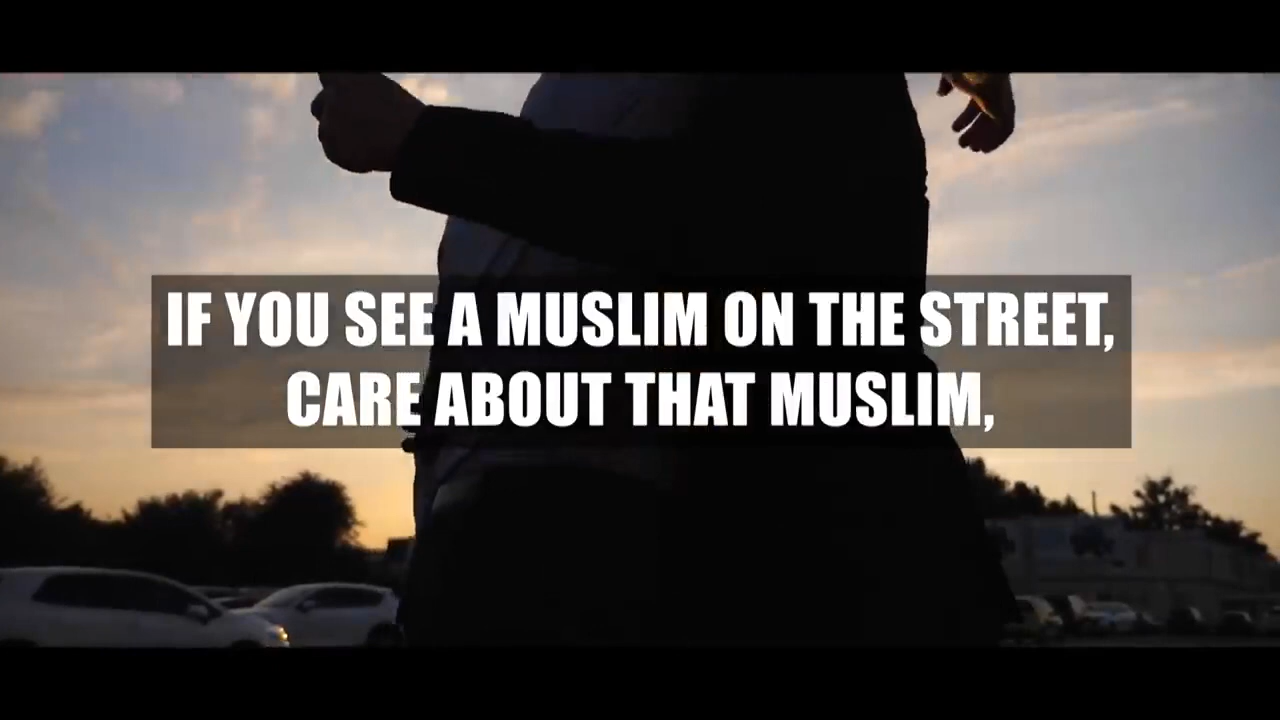 IF YOU SEE A MUSLIM ON THE STREET,
CARE ABOUT THAT MUSLIM,